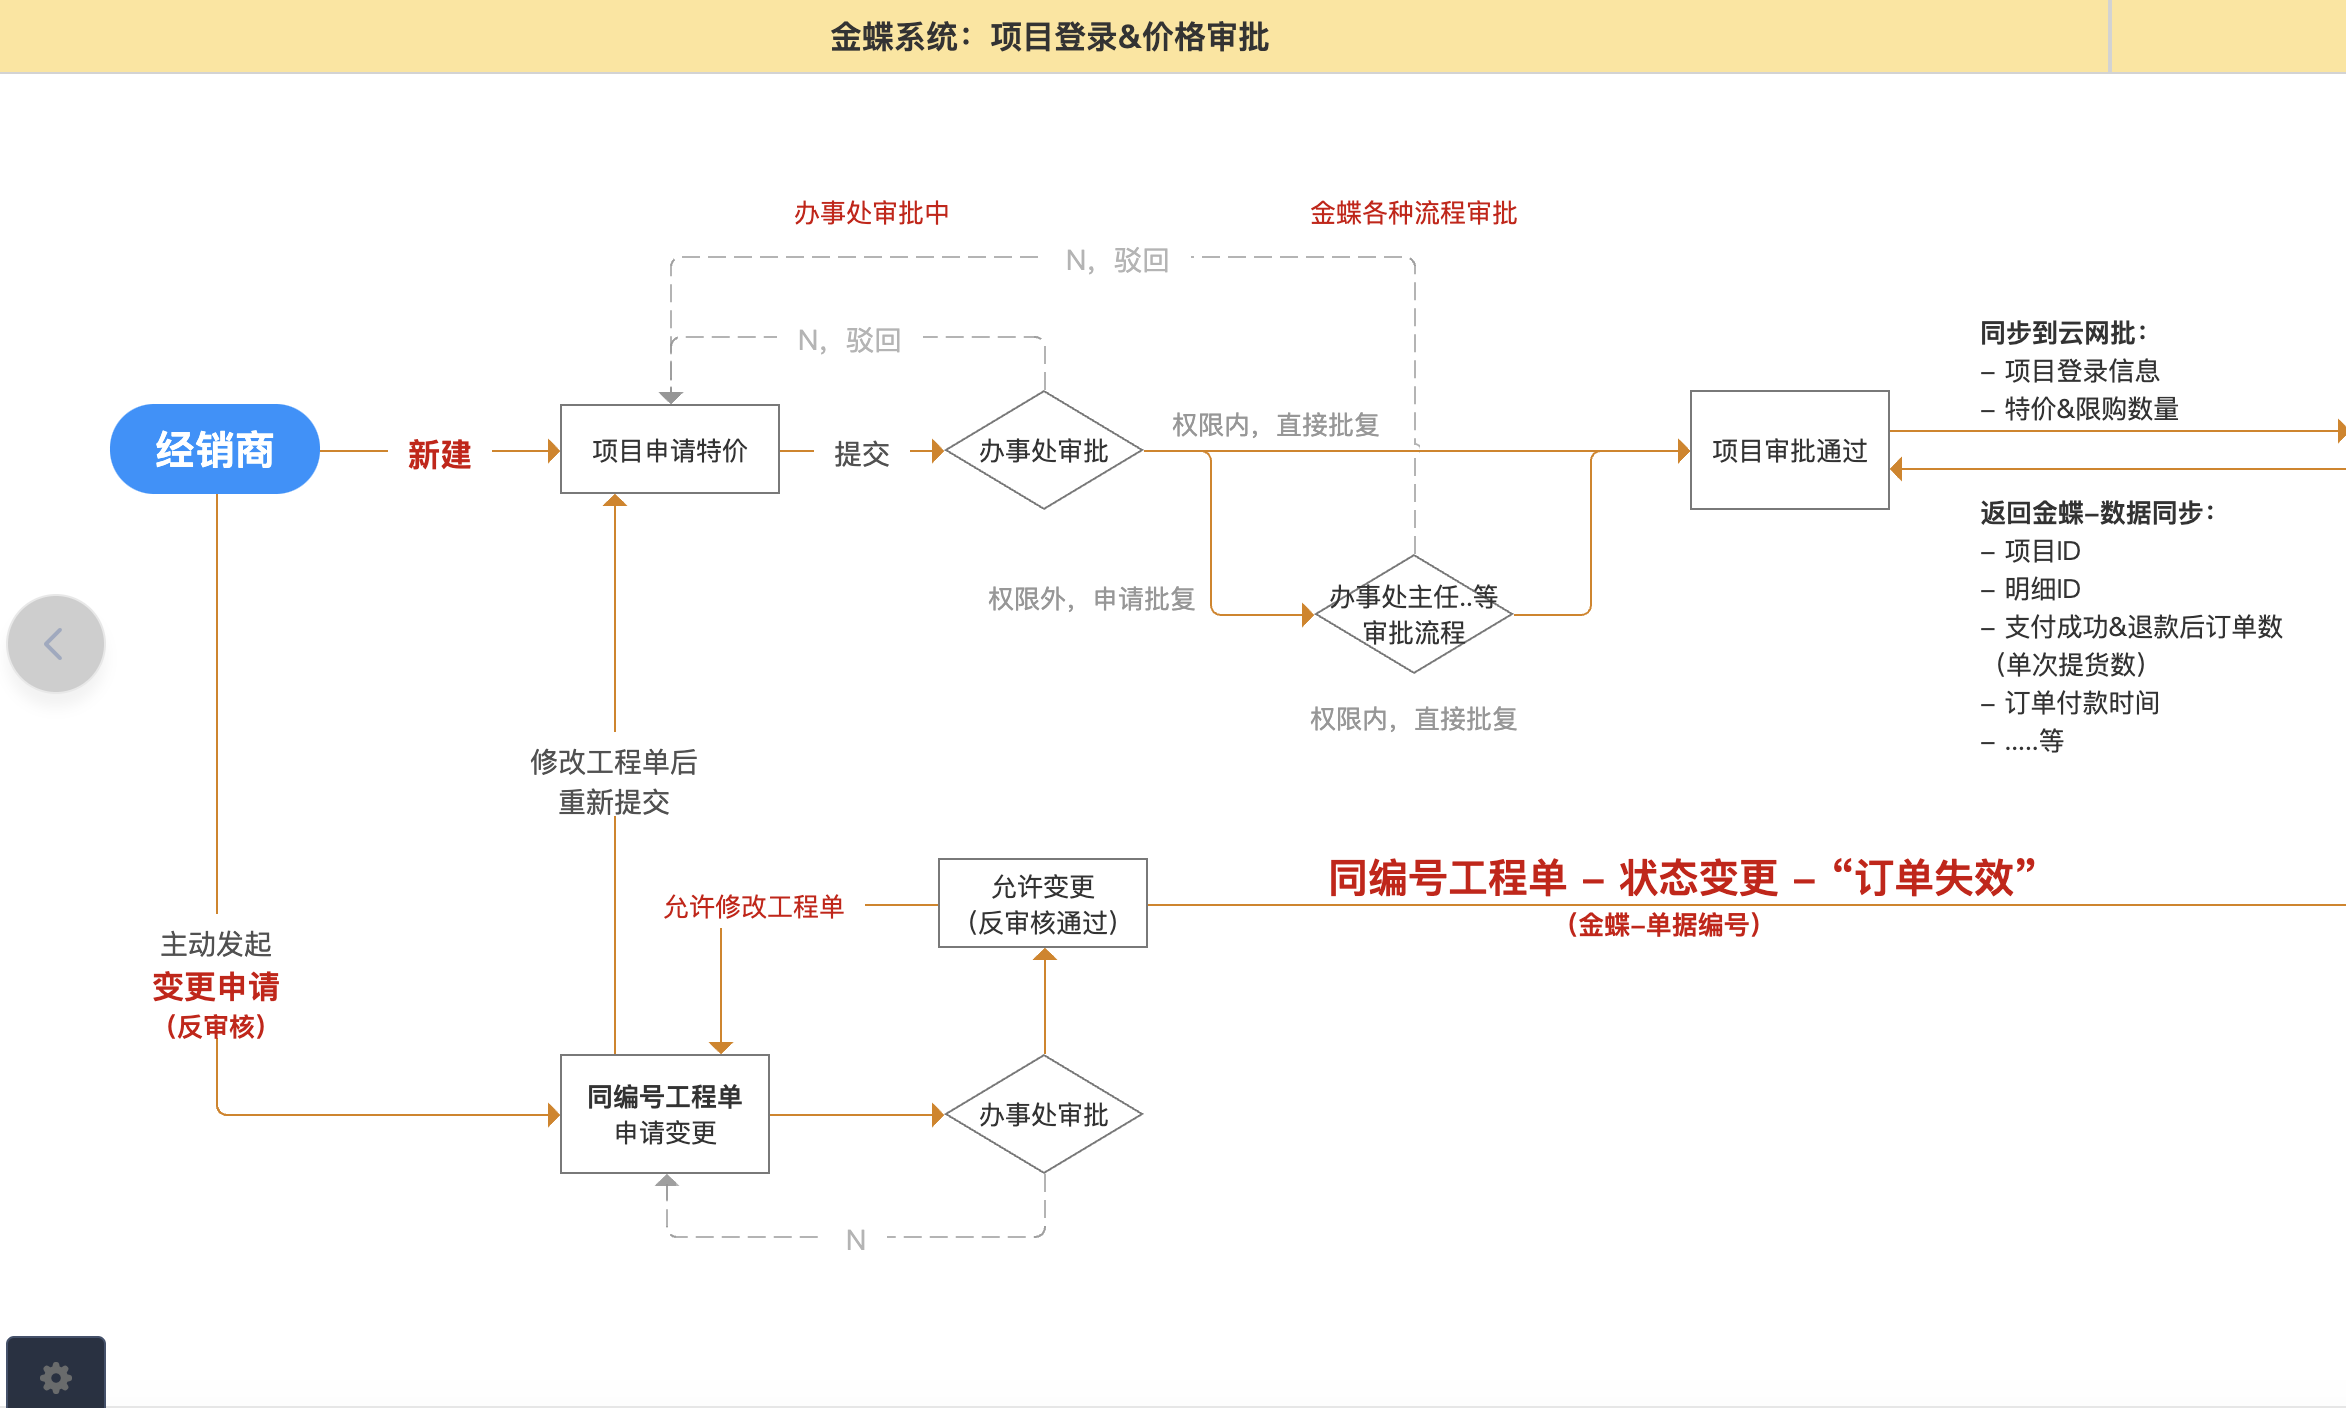 金蝶系统：项目登录&价格审批
办事处审批中
金蝶各种流程审批
N，驳回
N，驳回
同步到云网批：
– 项目登录信息
– 特价&限购数量
经销商
新建
项目申请特价
提交
办事处审批
权限内，直接批复
项目审批通过
返回金蝶–数据同步：
– 项目ID
– 明细ID
– 支付成功&退款后订单数
（单次提货数）
– 订单付款时间
– .....等
权限外，申请批复
办事处主任..等
审批流程
权限内，直接批复
修改工程单后
重新提交
允许修改工程单
允许变更
（反审核通过）
同编号工程单 – 状态变更 – “订单失效”
（金蝶–单据编号）
主动发起
变更申请
（反审核）
同编号工程单
申请变更
办事处审批
N